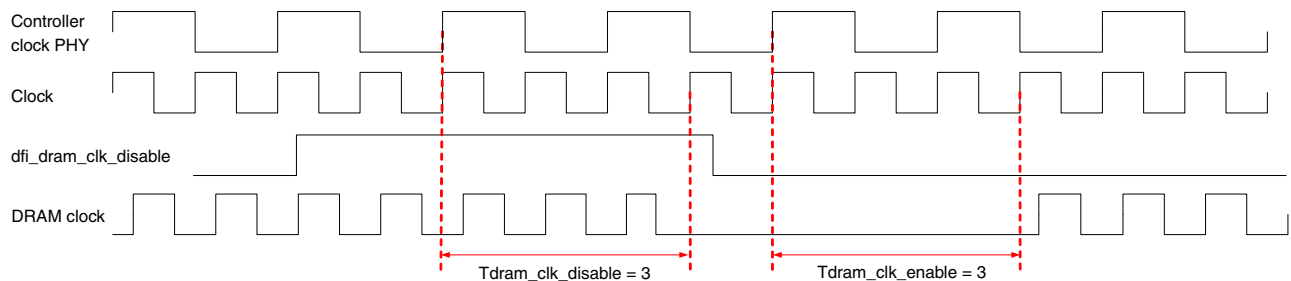 Controller
clock PHY
Clock
dfi_dram_clk_disable
DRAM clock
Tdram_clk_disable = 3
Tdram_clk_enable = 3